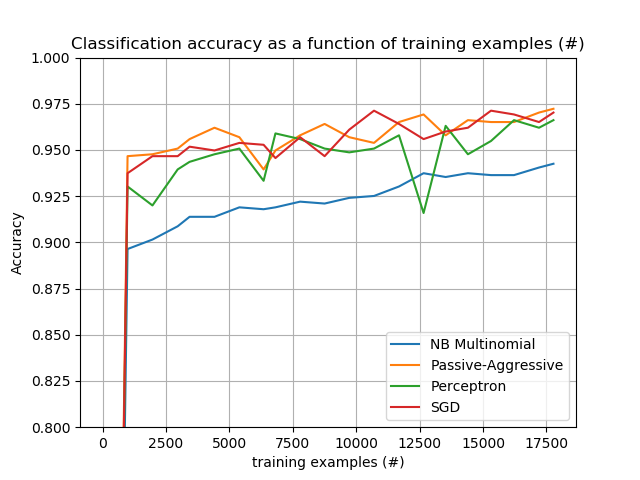 Classification accuracy as a function of training examples (#)
1.000
0.975
0.950
0.925
0.900
0.875
0.850
0.825
0.800
Accuracy
NB Multinomial
Passive-Aggressive
Perceptron
SGD
0 2500 5000 7500 10000 12500 15000 17500
training examples (#)